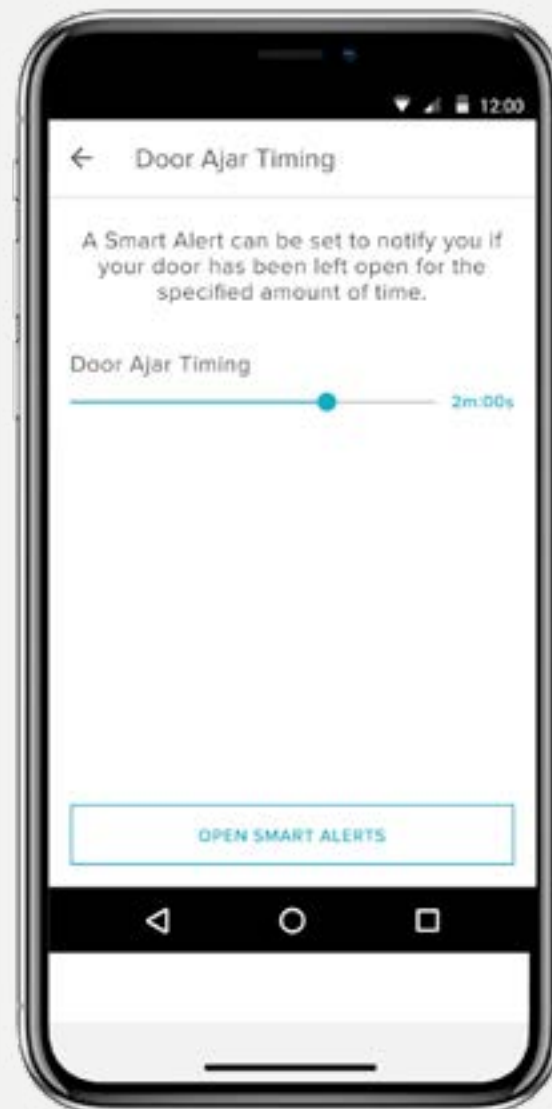 12:00
Door Ajar Timing
A Smart Alert can be set to notify you if
your door has been left open for the
specified amount of time.
Door Ajar Timing
2m:00s
OPEN SMART ALERTS